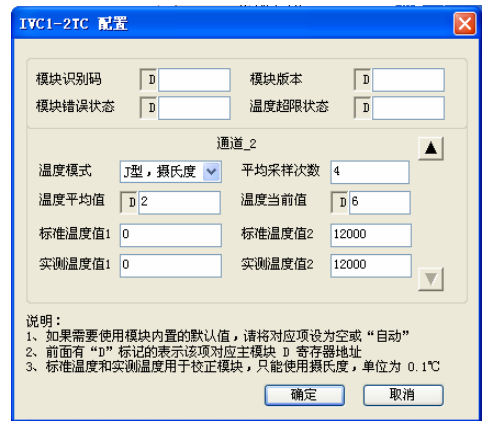 IVC1-2TC 配置
模块识别码 D 模块版本 D
模块错误状态 D 温度超限状态 D
通道_2
温度模式 J型，摄氏度 平均采样次数 4
温度平均值 D 2 温度当前值 D 6
标准温度值1 0 标准温度值2 12000
实测温度值1 0 实测温度值2 12000
说明：
1、如果需要使用模块内置的默认值，请将对应项设为空或“自动”
2、前面有“D”标记的表示该项对应主模块 D 寄存器地址
3、标准温度和实测温度用于校正模块，只能使用摄氏度，单位为 0.1℃
确定 取消